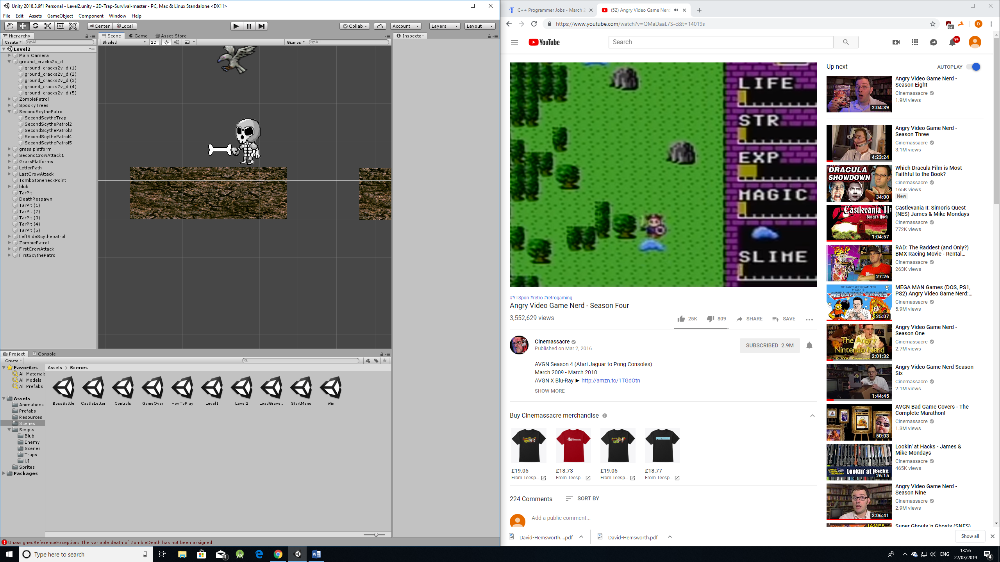 Unity 2018.3.9f1 Personal - Level2.unity - 2D-Trap-Survival-master - PC, Mac & Linux Standalone <DX11>
File Edit Assets GameObject Component Window Help
Center Local Collab Account Layers Layout
Hierarchy
Create All
Level2
Main Camera
ground_cracks2v_d
ground_cracks2v_d (1)
ground_cracks2v_d (2)
ground_cracks2v_d (3)
ground_cracks2v_d (4)
ground_cracks2v_d (5)
ZombiePatrol
SpookyTrees
SecondScythePatrol
SecondScytheTrap
SecondScythePatrol2
SecondScythePatrol3
SecondScythePatrol4
SecondScythePatrol5
grass platform
SecondCrowAttack1
GrassPlatforms
LetterPath
LastCrowAttack
TombStoneheckPoint
blub
TarPit
DeathRespawn
TarPit (1)
TarPit (2)
TarPit (3)
TarPit (4)
TarPit (5)
LeftSideScythepatrol
ZombiePatrol
FirstCrowAttack
FirstScythePatrol
Scene Game Asset Store
Shaded 2D Gizmos All
Inspector
Project Console
Create
Favorites
All Materials
All Models
All Prefabs
Assets
Animations
Prefabs
Resources
Scenes
Scripts
Blub
Enemy
Scenes
Traps
UI
Sprites
Packages
Assets > Scenes
BossBattle CastleLetter Controls GameOver HowToPlay Level1 Level2 LoadGrave... StartMenu Win
UnassignedReferenceException: The variable death of ZombieDeath has not been assigned.
C++ Programmer Jobs - March 2
(52) Angry Video Game Nerd
https://www.youtube.com/watch?v=QMaDaaL7S-c&t=14019s
67
D
YouTube
Search
9+
LIFE
STR
EXP
MAGIC
SLIME
#YTSpon #retro #retrogaming
Angry Video Game Nerd - Season Four
3,552,629 views
25K 809 SHARE SAVE
Cinemassacre
Published on Mar 2, 2016
SUBSCRIBED 2.9M
AVGN Season 4 (Atari Jaguar to Pong Consoles)
March 2009 - March 2010
AVGN X Blu-Ray ► http://amzn.to/1TGdOtn
SHOW MORE
Buy Cinemassacre merchandise
£19.05 £18.73 £19.05 £18.77
From Teesp... From Teesp... From Teesp... From Teesp...
224 Comments SORT BY
Add a public comment...
Up next AUTOPLAY
Angry Video Game Nerd -
Season Eight
Cinemassacre
1.9M views
2:04:39
Angry Video Game Nerd -
Season Three
Cinemassacre
3.1M views
4:23:24
DRACULA
SHOWDOWN
34:00
Which Dracula Film is Most
Faithful to the Book?
Cinemassacre
165K views
New
Castlevania II:
Simon's Quest
1:04:57
Castlevania II: Simon's Quest
(NES) James & Mike Mondays
Cinemassacre
772K views
27:26
RAD: The Raddest (and Only?)
BMX Racing Movie - Rental...
Cinemassacre
263K views
THE ANGRY VIDEO GAME NERD
PRESENTS
MEGA MAN GAMES
25:07
MEGA MAN Games (DOS, PS1,
PS2) Angry Video Game Nerd:...
Cinemassacre
5.9M views
The Angry
Nintendo Nerd
2:01:32
Angry Video Game Nerd -
Season One
Cinemassacre
2.7M views
1:44:45
Angry Video Game Nerd Season
Six
Cinemassacre
2.1M views
50:03
AVGN Bad Game Covers - The
Complete Marathon!
Cinemassacre
1.3M views
JAMES & MIKE MONDAYS
Lookin' at Hacks
26:15
Lookin' at Hacks - James &
Mike Mondays
Cinemassacre
465K views
2:06:41
Angry Video Game Nerd -
Season Nine
Cinemassacre
2.9M views
Super Ghouls 'n Ghosts (SNES)
David-Hemsworth....pdf David-Hemsworth.pdf Show all
Type here to search
1
ENG
13:56
22/03/2019
4